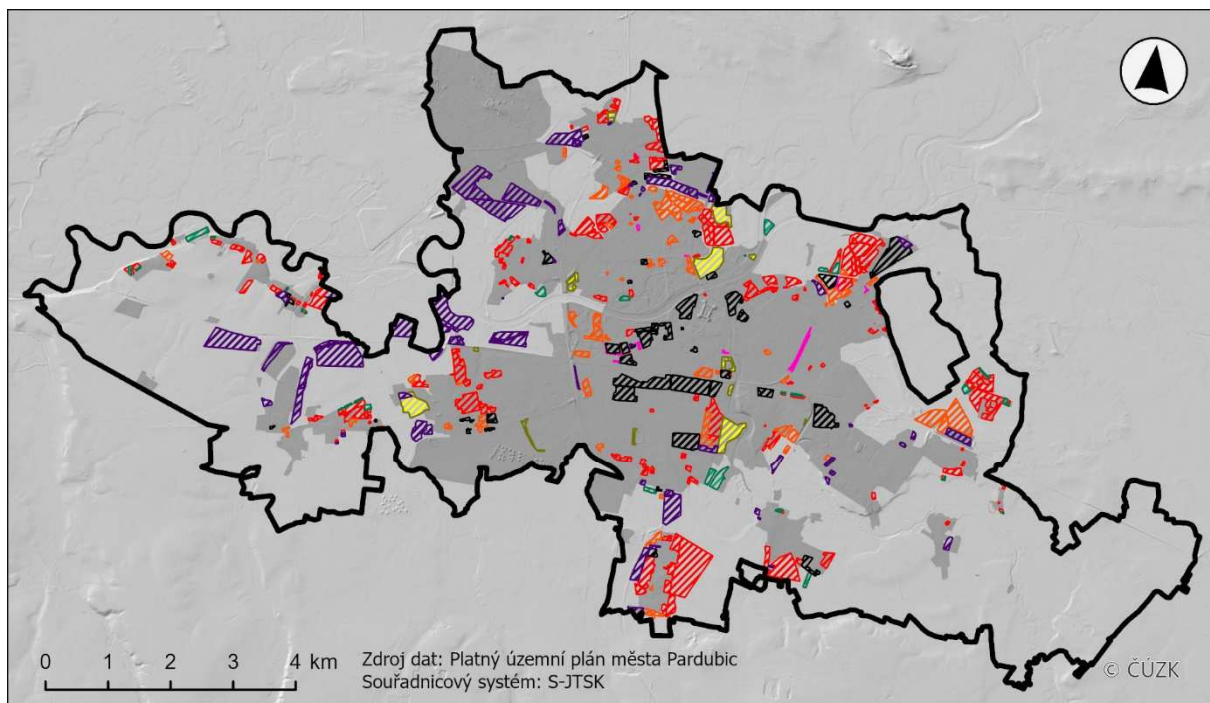 0 1 2 3 4 km
Zdroj dat: Platný územní plán města Pardubic
Souřadnicový systém: S-JTSK
© ČÚZK